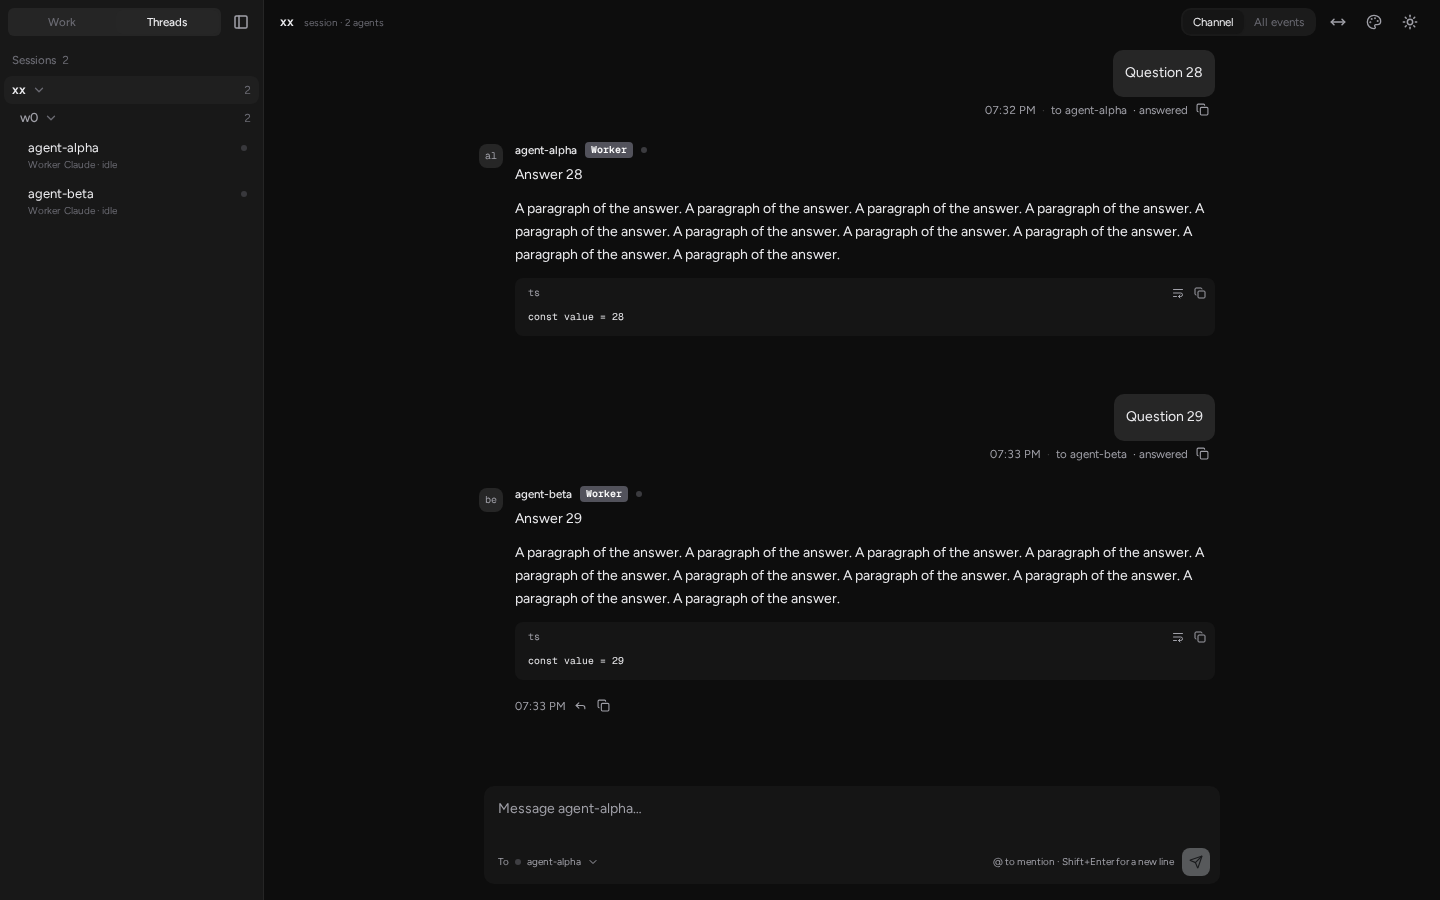 Work
Threads
Sessions 2
xx
2
w0
2
agent-alpha
Worker Claude · idle
agent-beta
Worker Claude · idle
xx session · 2 agents
Channel
All events
Question 28
07:32 PM · to agent-alpha · answered
al
agent-alpha Worker
Answer 28
A paragraph of the answer. A paragraph of the answer. A paragraph of the answer. A paragraph of the answer. A
paragraph of the answer. A paragraph of the answer. A paragraph of the answer. A paragraph of the answer. A
paragraph of the answer. A paragraph of the answer.
ts
const value = 28
Question 29
07:33 PM · to agent-beta · answered
be
agent-beta Worker
Answer 29
A paragraph of the answer. A paragraph of the answer. A paragraph of the answer. A paragraph of the answer. A
paragraph of the answer. A paragraph of the answer. A paragraph of the answer. A paragraph of the answer. A
paragraph of the answer. A paragraph of the answer.
ts
const value = 29
07:33 PM
Message agent-alpha...
To agent-alpha
@ to mention · Shift+Enter for a new line